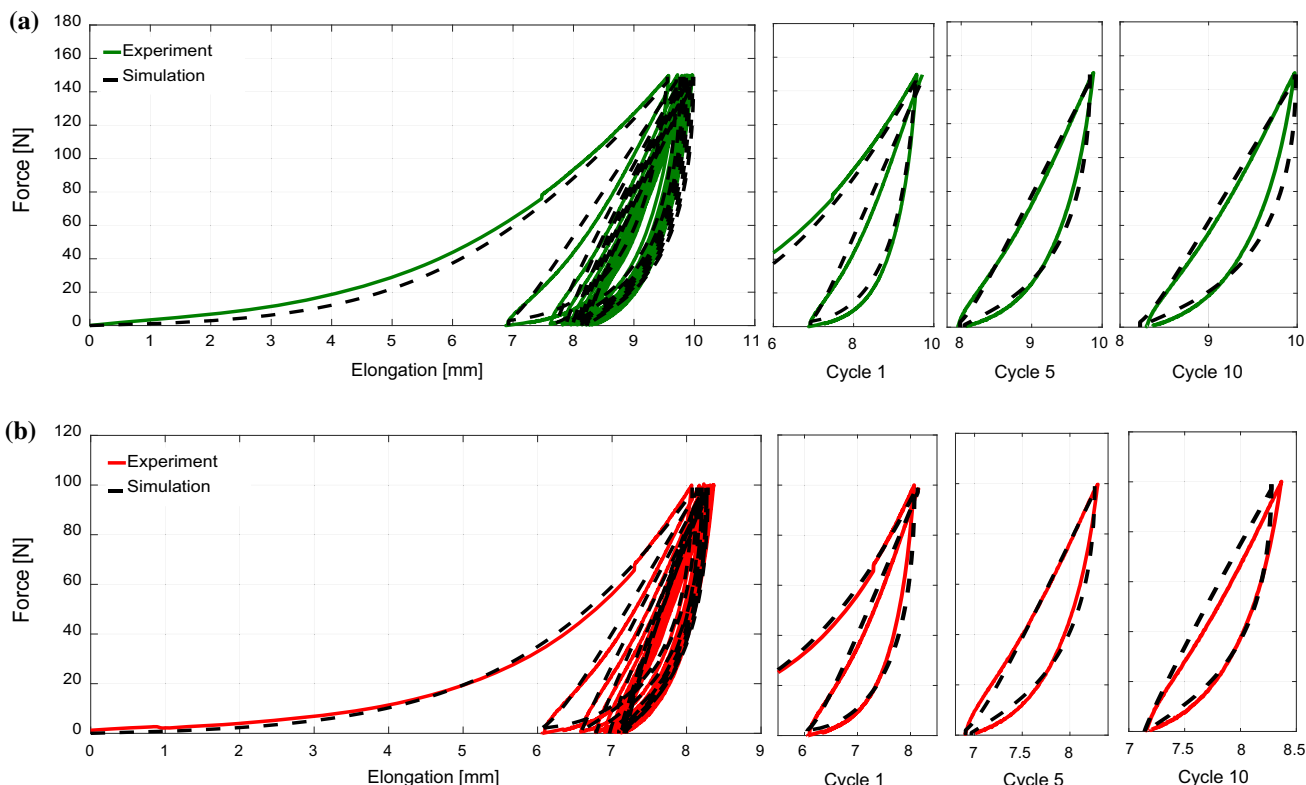 (a)
180
160
140
120
100
80
60
40
20
0
Force [N]
Experiment
Simulation
0 1 2 3 4 5 6 7 8 9 10 11
Elongation [mm]
6 8 10
Cycle 1
8 9 10
Cycle 5
8 9 10
Cycle 10
(b)
120
100
80
60
40
20
0
Force [N]
Experiment
Simulation
0 1 2 3 4 5 6 7 8 9
Elongation [mm]
6 7 8
Cycle 1
7 7.5 8
Cycle 5
7 7.5 8 8.5
Cycle 10